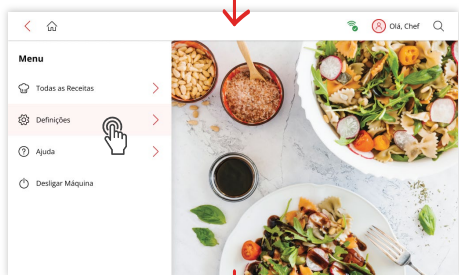 Olá, Chef
Menu
Todas as Receitas
Definições
Ajuda
Desligar Máquina